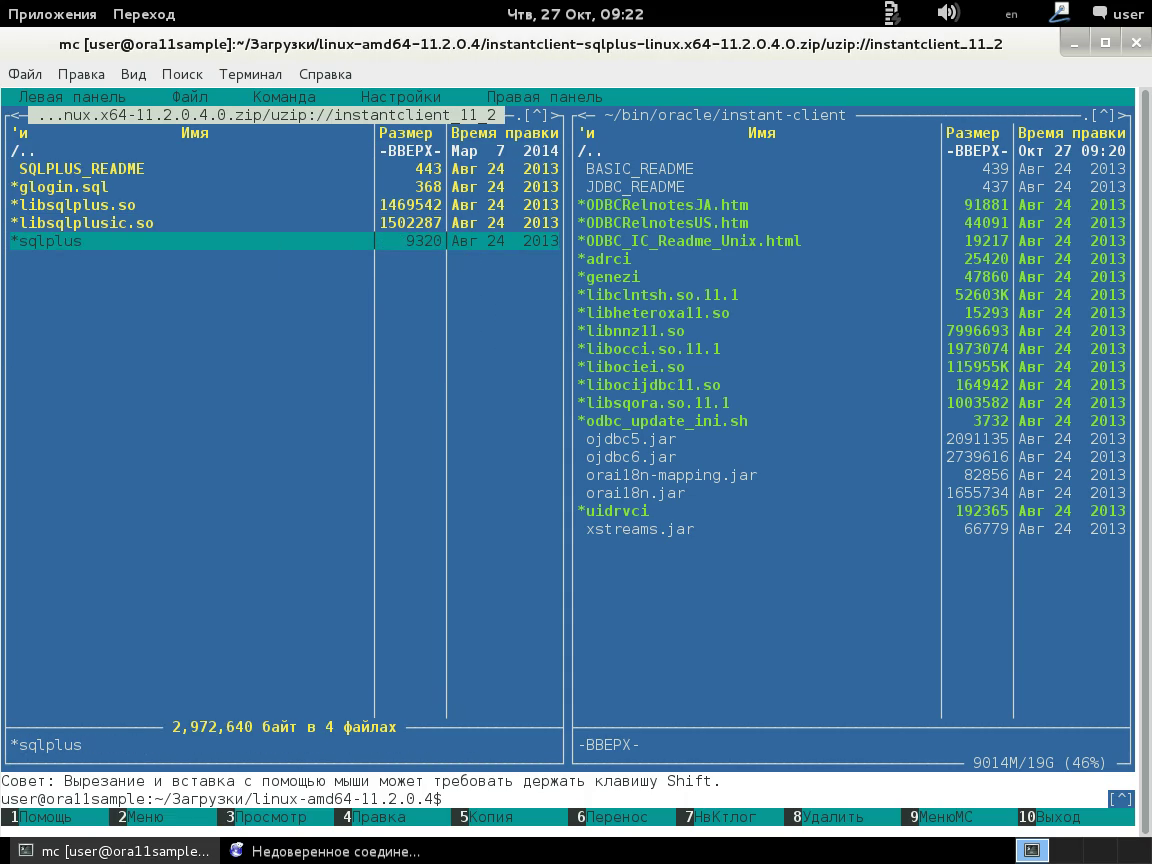 Приложения Переход Чтв, 27 Окт, 09:22 en user
mc [user@ora11sample]:~/Загрузки/linux-amd64-11.2.0.4/instantclient-sqlplus-linux.x64-11.2.0.4.0.zip/uzip://instantclient_11_2
Файл Правка Вид Поиск Терминал Справка
Левая панель Файл Команда Настройки Правая панель
<─ ...nux.x64-11.2.0.4.0.zip/uzip://instantclient_11_2 ─.[^]>
'и Имя Размер Время правки
/.. -ВВЕРХ- Мар 7 2014
SQLPLUS_README 443 Авг 24 2013
*glogin.sql 368 Авг 24 2013
*libsqlplus.so 1469542 Авг 24 2013
*libsqlplusic.so 1502287 Авг 24 2013
*sqlplus 9320 Авг 24 2013
2,972,640 байт в 4 файлах
*sqlplus
<─ ~/bin/oracle/instant-client ─.[^]>
'и Имя Размер Время правки
/.. -ВВЕРХ- Окт 27 09:20
BASIC_README 439 Авг 24 2013
JDBC_README 437 Авг 24 2013
*ODBCRelnotesJA.htm 91881 Авг 24 2013
*ODBCRelnotesUS.htm 44091 Авг 24 2013
*ODBC_IC_Readme_Unix.html 19217 Авг 24 2013
*adrci 25420 Авг 24 2013
*genezi 47860 Авг 24 2013
*libclntsh.so.11.1 52603K Авг 24 2013
*libheteroxa11.so 15293 Авг 24 2013
*libnnz11.so 7996693 Авг 24 2013
*libocci.so.11.1 1973074 Авг 24 2013
*libociei.so 115955K Авг 24 2013
*libocijdbc11.so 164942 Авг 24 2013
*libsqora.so.11.1 1003582 Авг 24 2013
*odbc_update_ini.sh 3732 Авг 24 2013
ojdbc5.jar 2091135 Авг 24 2013
ojdbc6.jar 2739616 Авг 24 2013
orai18n-mapping.jar 82856 Авг 24 2013
orai18n.jar 1655734 Авг 24 2013
*uidrvci 192365 Авг 24 2013
xstreams.jar 66779 Авг 24 2013
-ВВЕРХ-
9014M/19G (46%)
Совет: Вырезание и вставка с помощью мыши может требовать держать клавишу Shift.
user@ora11sample:~/Загрузки/linux-amd64-11.2.0.4$ [^]
1Помощь 2Меню 3Просмотр 4Правка 5Копия 6Перенос 7НвКтлог 8Удалить 9МенюMC 10Выход
mc [user@ora11sample... Недоверенное соедине...